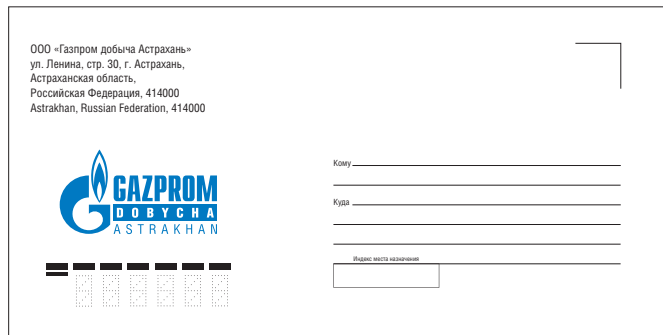 ООО «Газпром добыча Астрахань»
ул. Ленина, стр. 30, г. Астрахань,
Астраханская область,
Российская Федерация, 414000
Astrakhan, Russian Federation, 414000
GAZPROM
DOBYCHA
ASTRAKHAN
Кому
Куда
Индекс места назначения